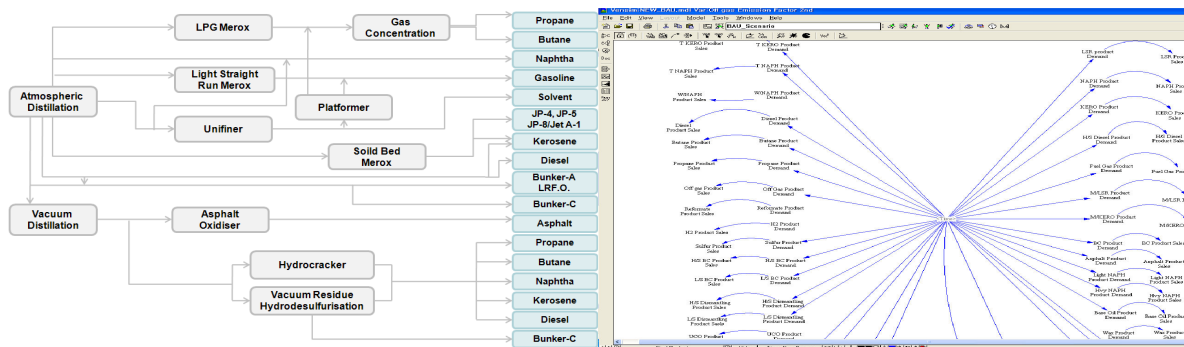 LPG Merox
Gas
Concentration
Propane
Butane
Naphtha
Light Straight
Run Merox
Gasoline
Atmospheric
Distillation
Platformer
Solvent
Unifiner
JP-4, JP-5
JP-8/Jet A-1
Kerosene
Soild Bed
Merox
Diesel
Bunker-A
LRF.O.
Bunker-C
Vacuum
Distillation
Asphalt
Oxidiser
Asphalt
Propane
Hydrocracker
Butane
Naphtha
Vacuum Residue
Hydrodesulfurisation
Kerosene
Diesel
Bunker-C
File Edit View Layout Model Tools Windows Help
BAU_Scenario
T KERO Product
Sales
T KERO Product
Demand
T NAPH Product
Sales
T NAPH Product
Demand
W/NAPH
Product Sales
W/NAPH Product
Demand
Diesel
Product Sales
Diesel Product
Demand
Butane Product
Sales
Butane Product
Demand
Propane Product
Sales
Propane Product
Demand
Off gas Product
Sales
Off Gas Product
Demand
Reformate
Product Sales
Reformate Product
Demand
H2 Product Sales
H2 Product
Demand
Sulfur Product
Sales
Sulfur Product
Demand
H/S BC Product
Sales
H/S BC Product
Demand
L/S BC Product
Sales
L/S BC Product
Demand
H/S Dismantling
Product Sales
H/S Dismantling
Product Demand
L/S Dismantling
Product Sales
L/S Dismantling
Product Demand
UCO Product
Sales
UCO Product
Demand
LSR product
Demand
LSR Product
Sales
NAPH Product
Demand
NAPH Product
Sales
KERO Product
Demand
KERO Product
Sales
H/S Diesel Product
Demand
H/S Diesel
Product Sales
Fuel Gas Product
Demand
Fuel Gas Product
M/LSR Product
Demand
M/LSR
M/KERO Product
Demand
M/KERO
BC Product
Demand
BC Product Sales
Asphalt Product
Demand
Asphalt Product
Sales
Light NAPH
Product Demand
Light NAPH
Product Sales
Hvy NAPH
Product Demand
Hvy NAPH
Product Sales
Base Oil Product
Demand
Base Oil Product
Sales
Wax Product
Demand
Wax Product
Sales